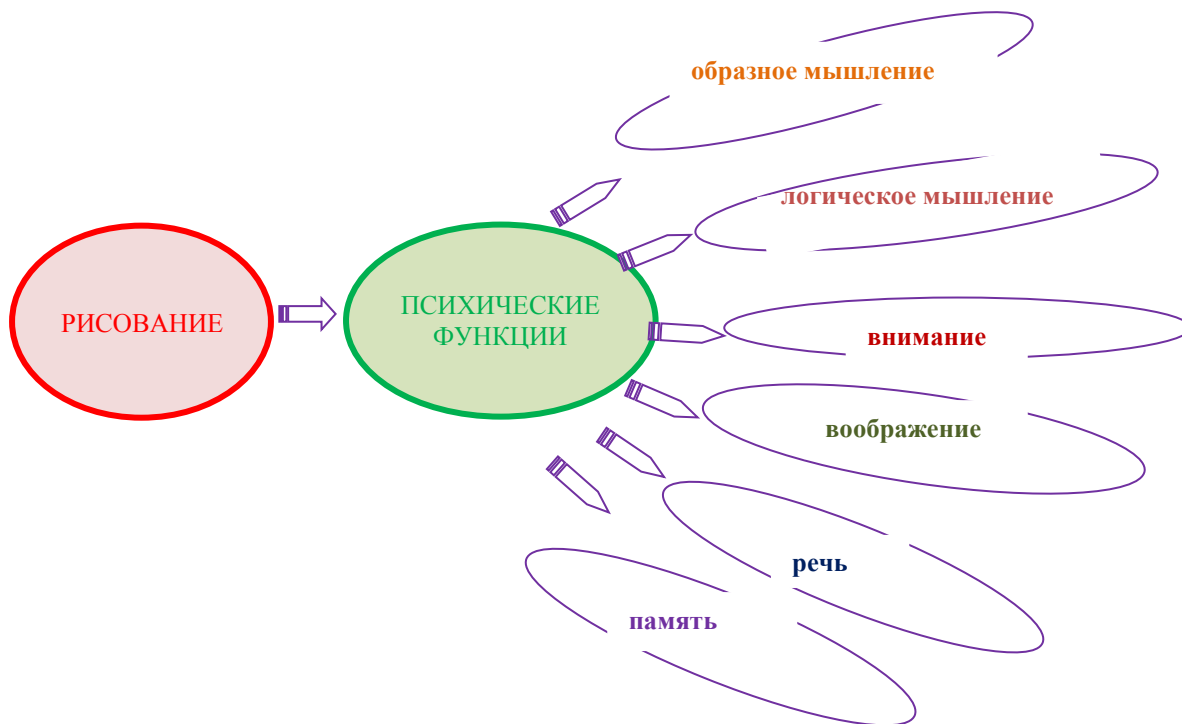 образное мышление
логическое мышление
РИСОВАНИЕ
ПСИХИЧЕСКИЕ
ФУНКЦИИ
внимание
воображение
речь
память